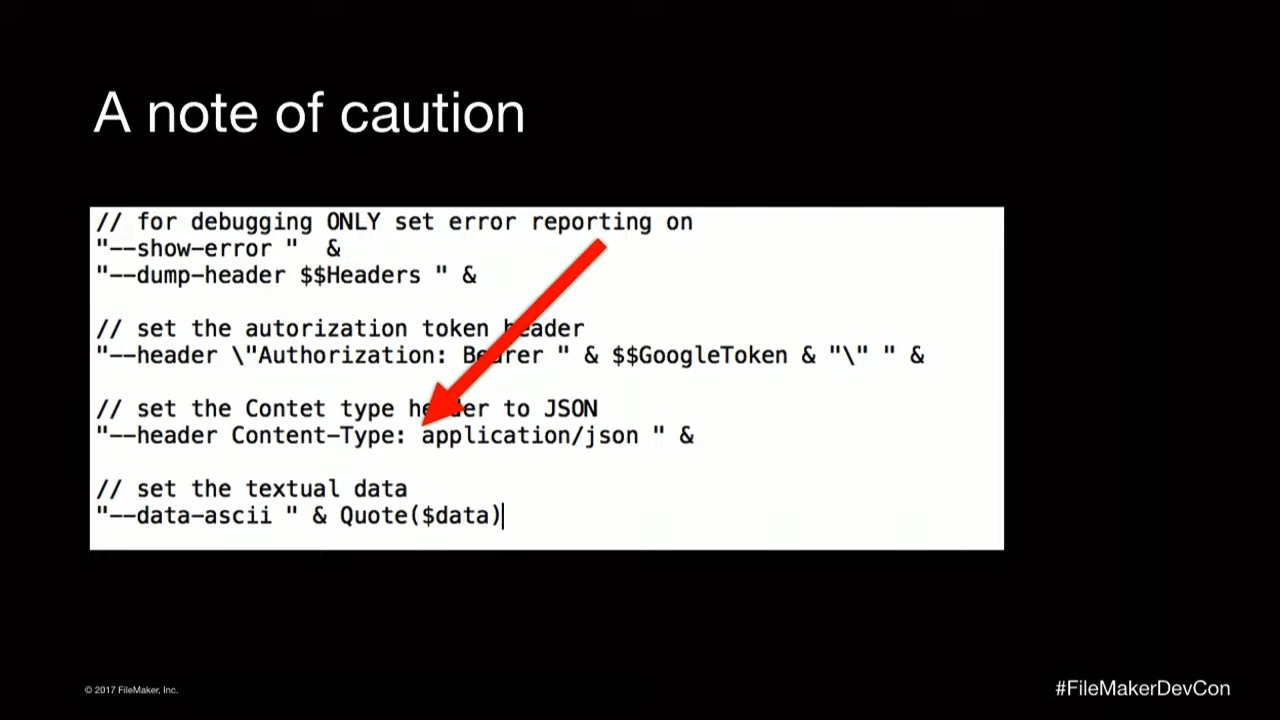 A note of caution
// for debugging ONLY set error reporting on
"--show-error "  &
"--dump-header $$Headers " &
// set the autorization token header
"--header \"Authorization: Bearer " & $$GoogleToken & "\" " &
// set the Contet type header to JSON
"--header Content-Type: application/json " &
// set the textual data
"--data-ascii " & Quote($data)
© 2017 FileMaker, Inc.
#FileMakerDevCon